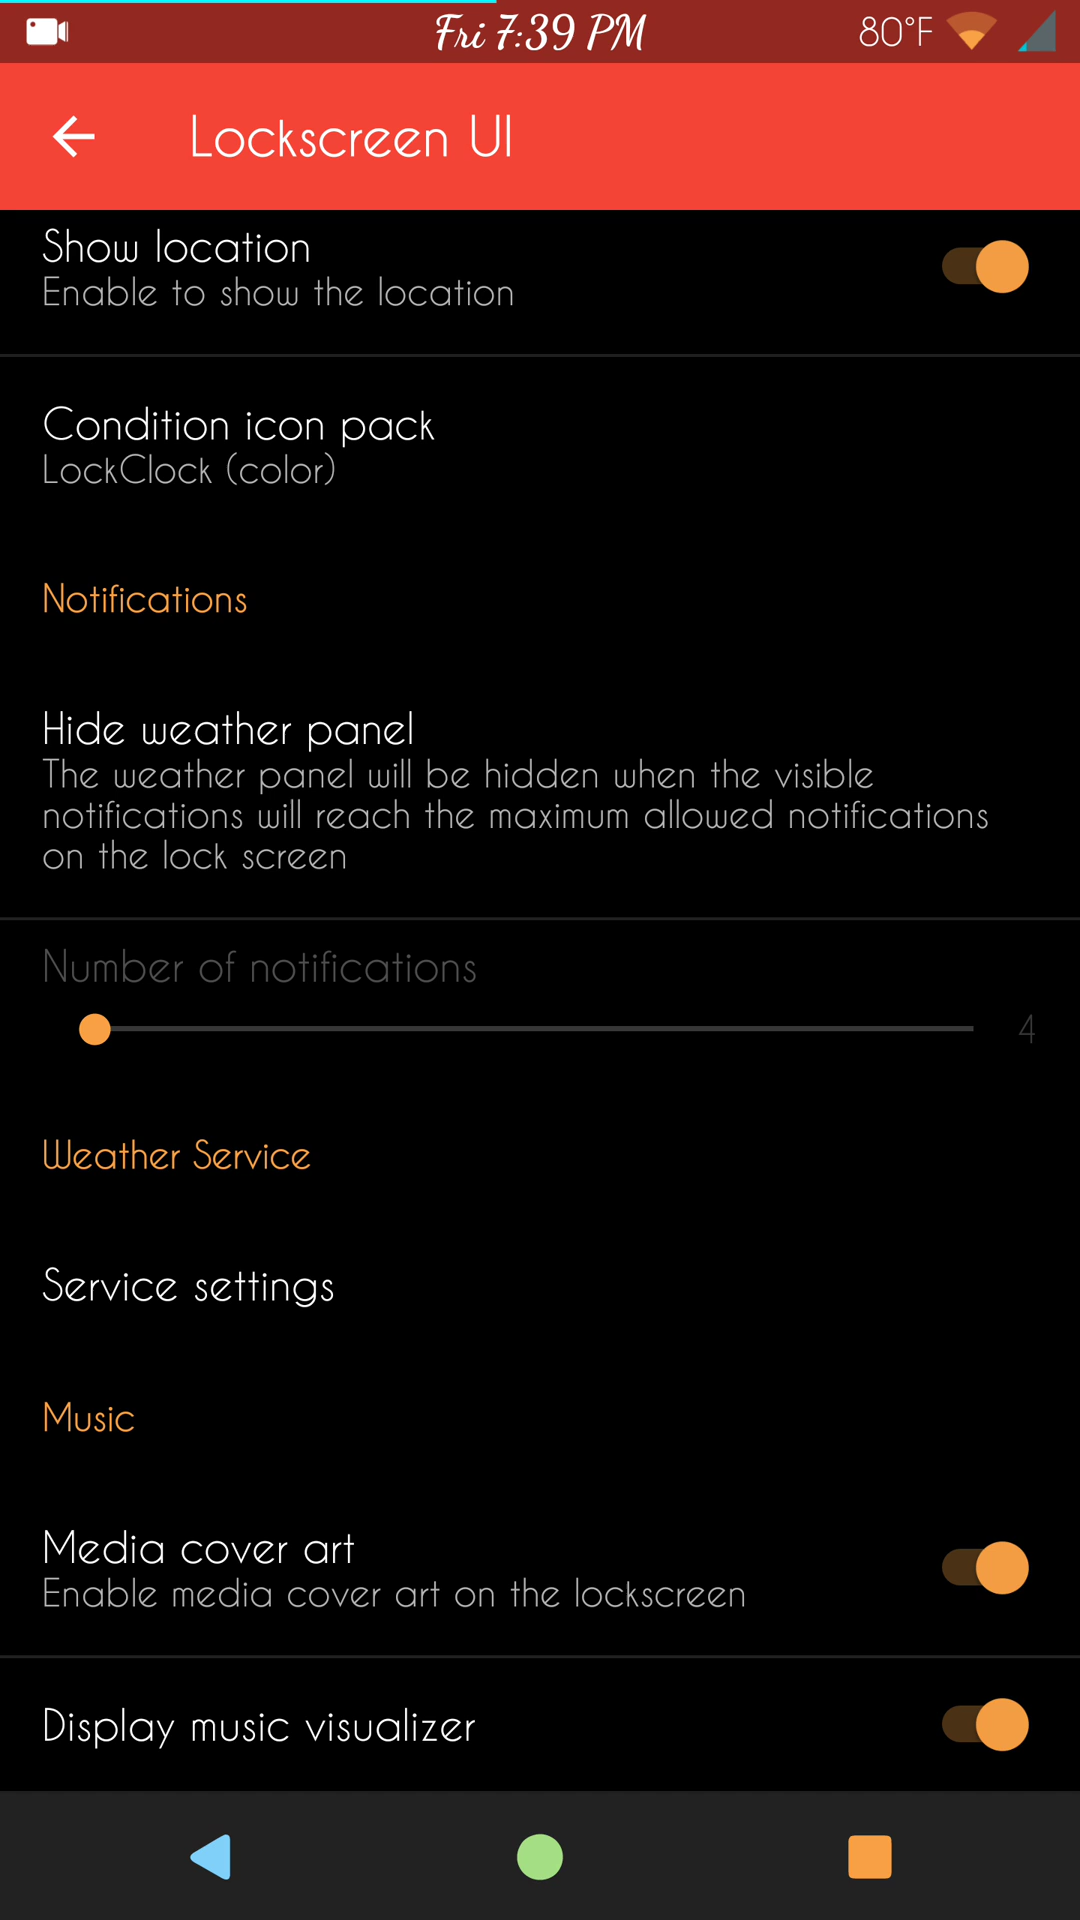 Fri 7:39 PM
80°F
Lockscreen UI
Show location
Enable to show the location
Condition icon pack
LockClock (color)
Notifications
Hide weather panel
The weather panel will be hidden when the visible
notifications will reach the maximum allowed notifications
on the lock screen
Number of notifications
4
Weather Service
Service settings
Music
Media cover art
Enable media cover art on the lockscreen
Display music visualizer